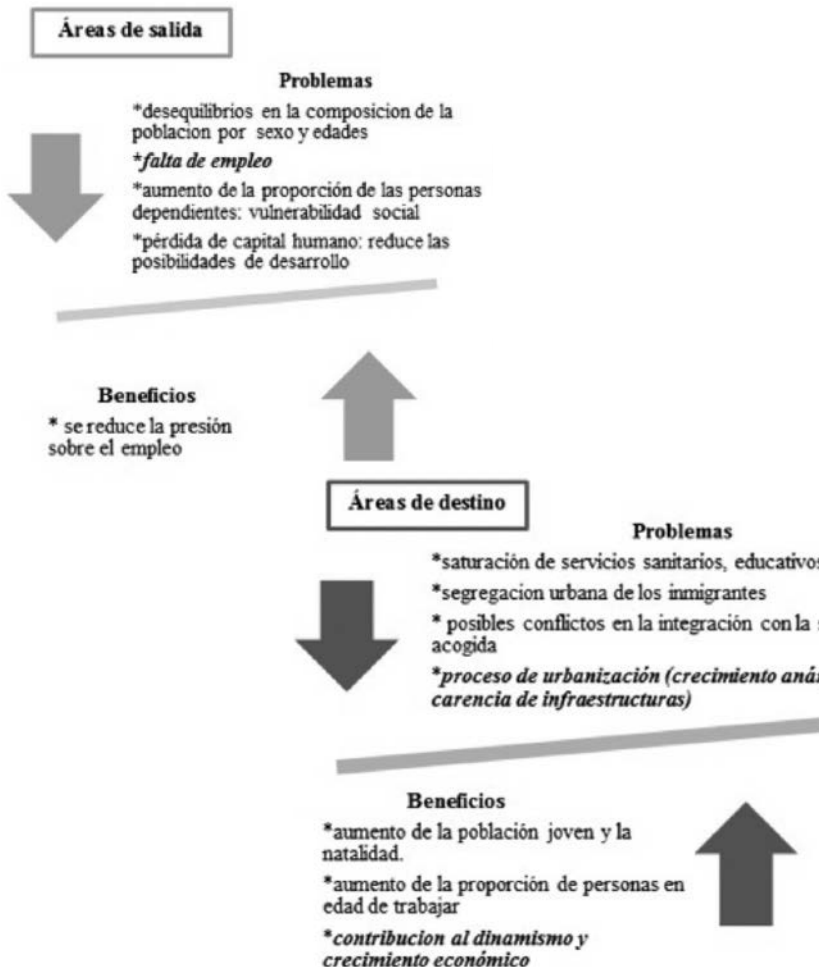 Áreas de salida
Problemas
*desequilibrios en la composicion de la
poblacion por sexo y edades
*falta de empleo
*aumento de la proporción de las personas
dependientes: vulnerabilidad social
*pérdida de capital humano: reduce las
posibilidades de desarrollo
Beneficios
* se reduce la presión
sobre el empleo
Áreas de destino
Problemas
*saturación de servicios sanitarios, educativos
*segregacion urbana de los inmigrantes
* posibles conflictos en la integración con la
acogida
*proceso de urbanización (crecimiento
carencia de infraestructuras)
Beneficios
*aumento de la población joven y la
natalidad.
*aumento de la proporción de personas en
edad de trabajar
*contribucion al dinamismo y
crecimiento económico